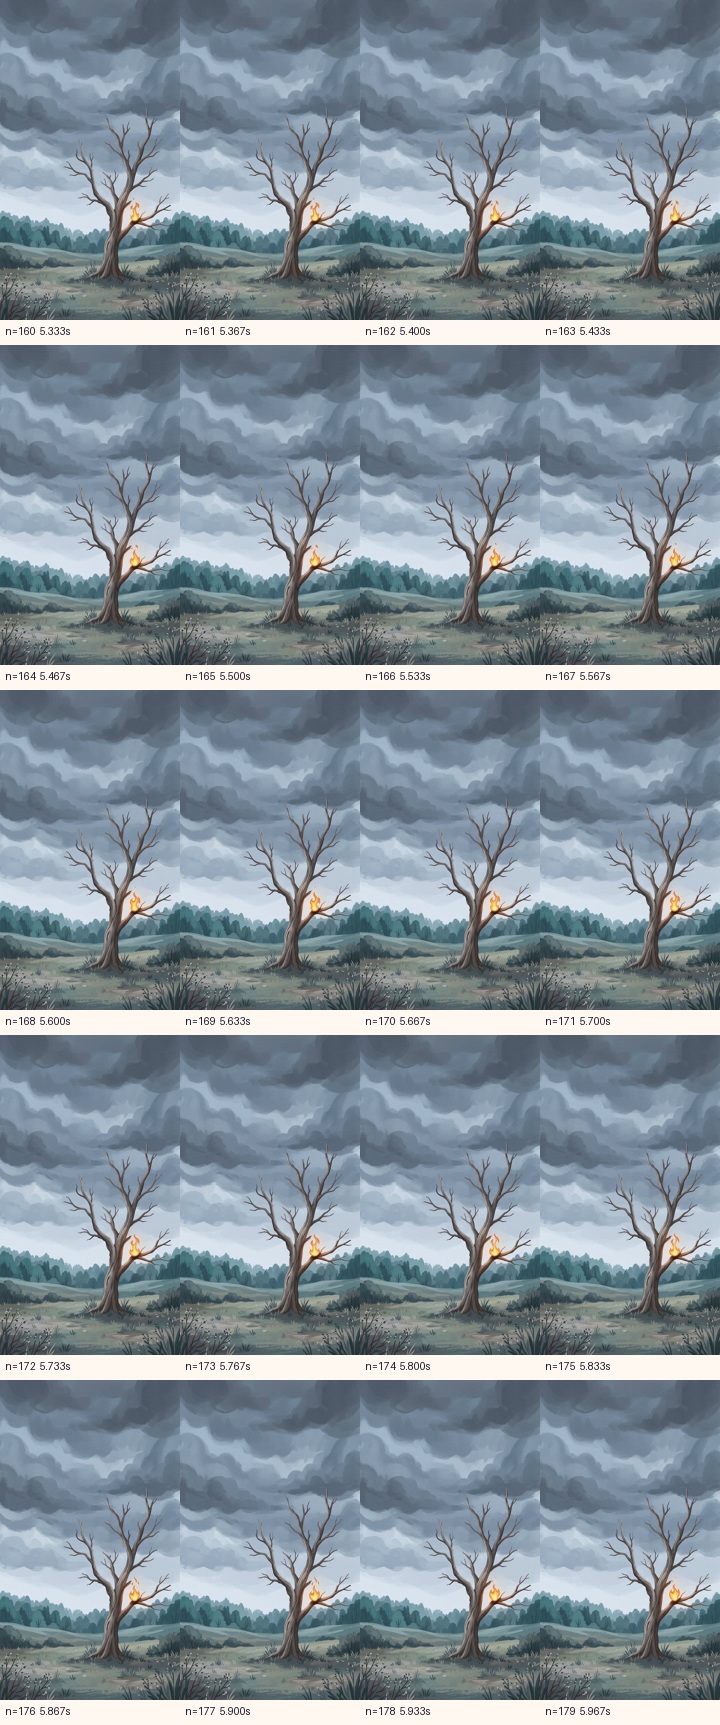 n=160 5.333s n=161 5.367s n=162 5.400s n=163 5.433s
n=164 5.467s n=165 5.500s n=166 5.533s n=167 5.567s
n=168 5.600s n=169 5.633s n=170 5.667s n=171 5.700s
n=172 5.733s n=173 5.767s n=174 5.800s n=175 5.833s
n=176 5.867s n=177 5.900s n=178 5.933s n=179 5.967s